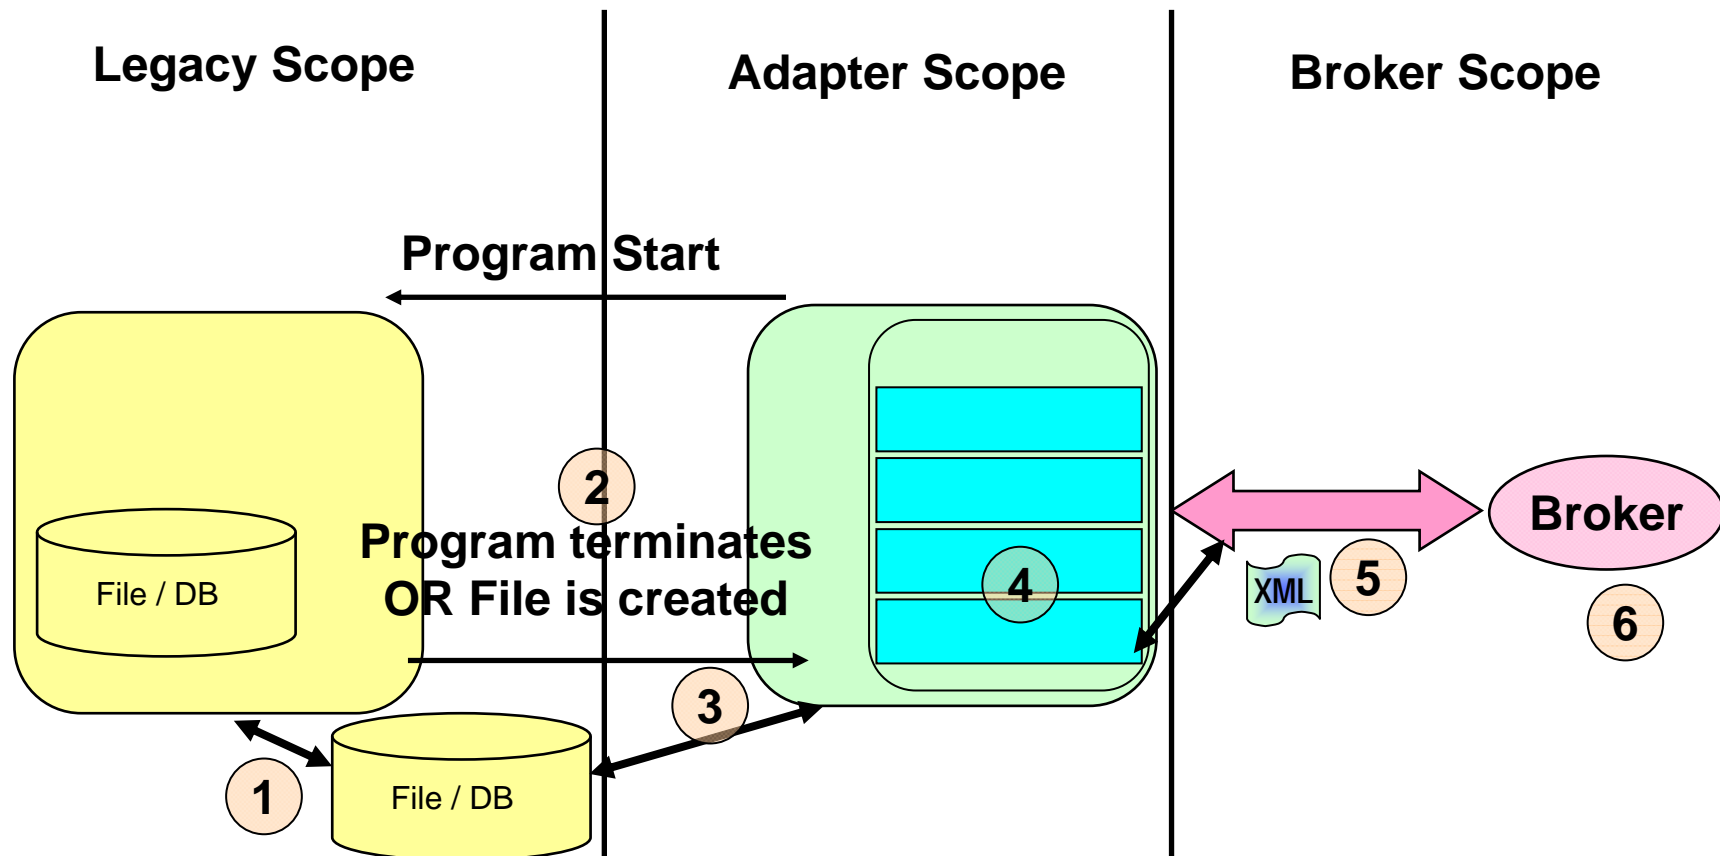 Legacy Scope
Adapter Scope
Broker Scope
Program Start
2
Program terminates
OR File is created
File / DB
4
XML
5
Broker
6
3
1
File / DB